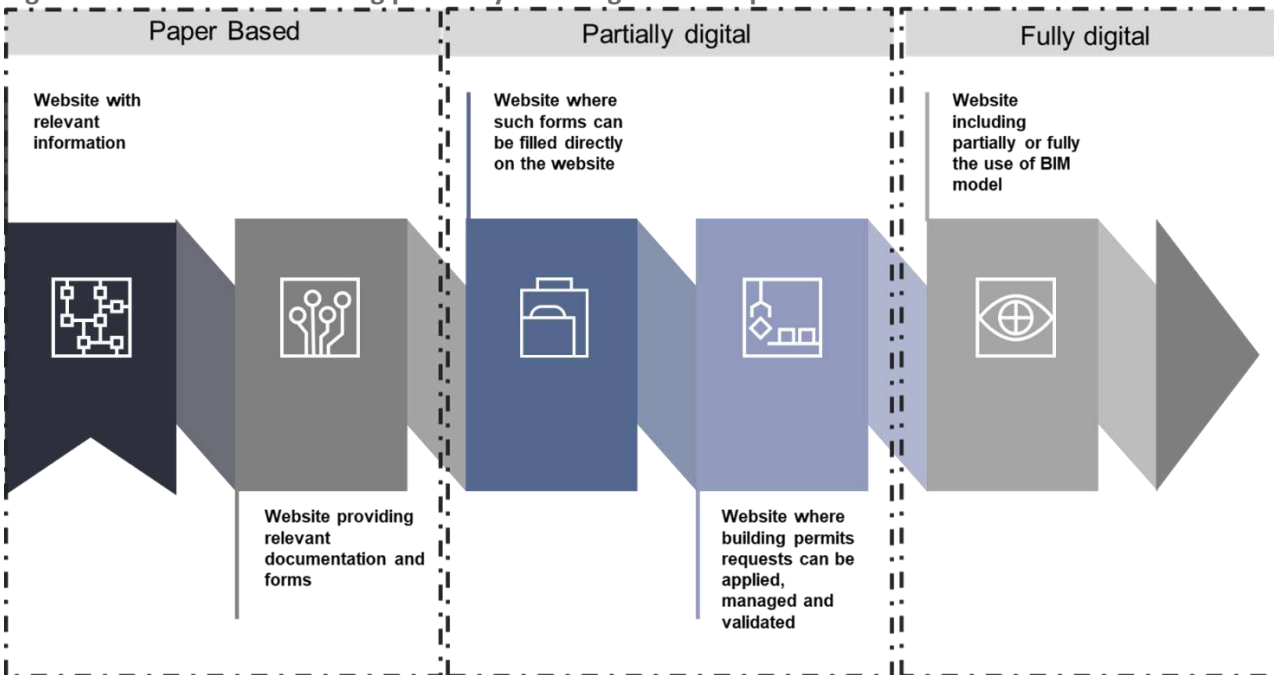 Paper Based
Partially digital
Fully digital
Website with
relevant
information
Website where
such forms can
be filled directly
on the website
Website
including
partially or fully
the use of BIM
model
Website providing
relevant
documentation and
forms
Website where
building permits
requests can be
applied,
managed and
validated